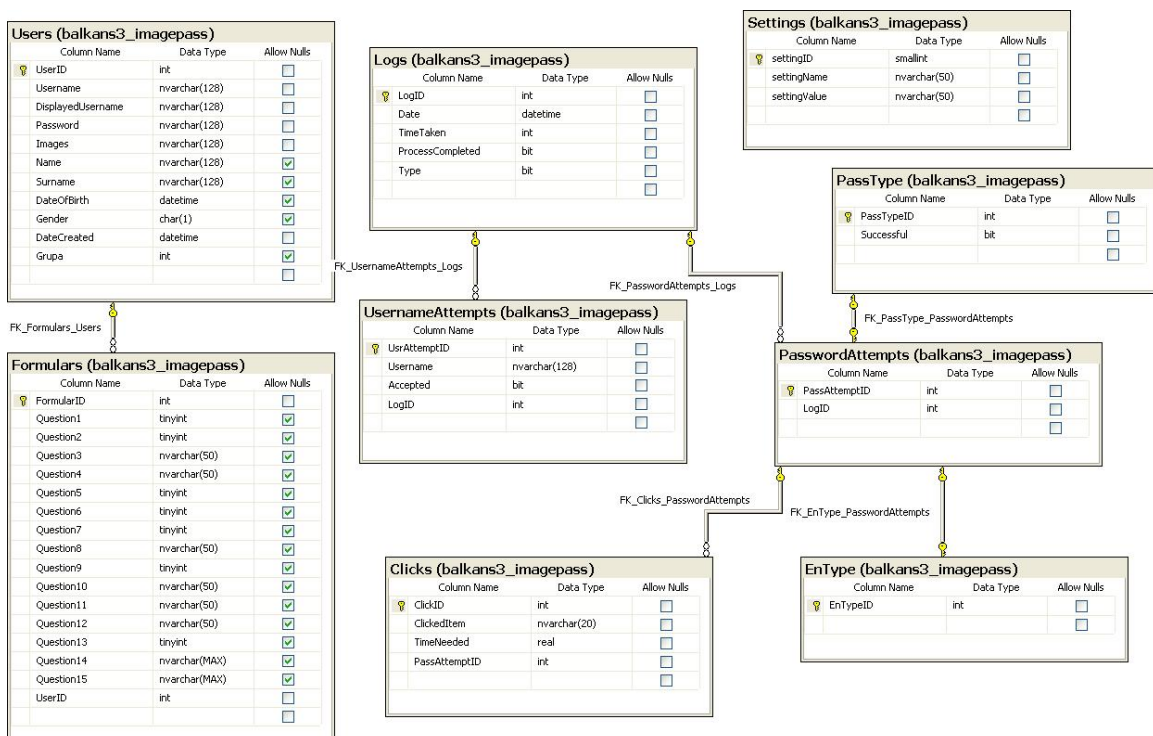 Users (balkans3_imagepass)
Column Name Data Type Allow Nulls
UserID int
Username nvarchar(128)
DisplayedUsername nvarchar(128)
Password nvarchar(128)
Images nvarchar(128)
Name nvarchar(128)
Surname nvarchar(128)
DateOfBirth datetime
Gender char(1)
DateCreated datetime
Grupa int
FK_Formulars_Users
Formulars (balkans3_imagepass)
Column Name Data Type Allow Nulls
FormularID int
Question1 tinyint
Question2 tinyint
Question3 nvarchar(50)
Question4 nvarchar(50)
Question5 tinyint
Question6 tinyint
Question7 tinyint
Question8 nvarchar(50)
Question9 tinyint
Question10 nvarchar(50)
Question11 nvarchar(50)
Question12 nvarchar(50)
Question13 tinyint
Question14 nvarchar(MAX)
Question15 nvarchar(MAX)
UserID int
Logs (balkans3_imagepass)
Column Name Data Type Allow Nulls
LogID int
Date datetime
TimeTaken int
ProcessCompleted bit
Type bit
FK_UsernameAttempts_Logs
FK_PasswordAttempts_Logs
UsernameAttempts (balkans3_imagepass)
Column Name Data Type Allow Nulls
UsrAttemptID int
Username nvarchar(128)
Accepted bit
LogID int
Settings (balkans3_imagepass)
Column Name Data Type Allow Nulls
settingID smallint
settingName nvarchar(50)
settingValue nvarchar(50)
PassType (balkans3_imagepass)
Column Name Data Type Allow Nulls
PassTypeID int
Successful bit
FK_PassType_PasswordAttempts
PasswordAttempts (balkans3_imagepass)
Column Name Data Type Allow Nulls
PassAttemptID int
LogID int
FK_Clicks_PasswordAttempts
FK_EnType_PasswordAttempts
Clicks (balkans3_imagepass)
Column Name Data Type Allow Nulls
ClickID int
ClickedItem nvarchar(20)
TimeNeeded real
PassAttemptID int
EnType (balkans3_imagepass)
Column Name Data Type Allow Nulls
EnTypeID int